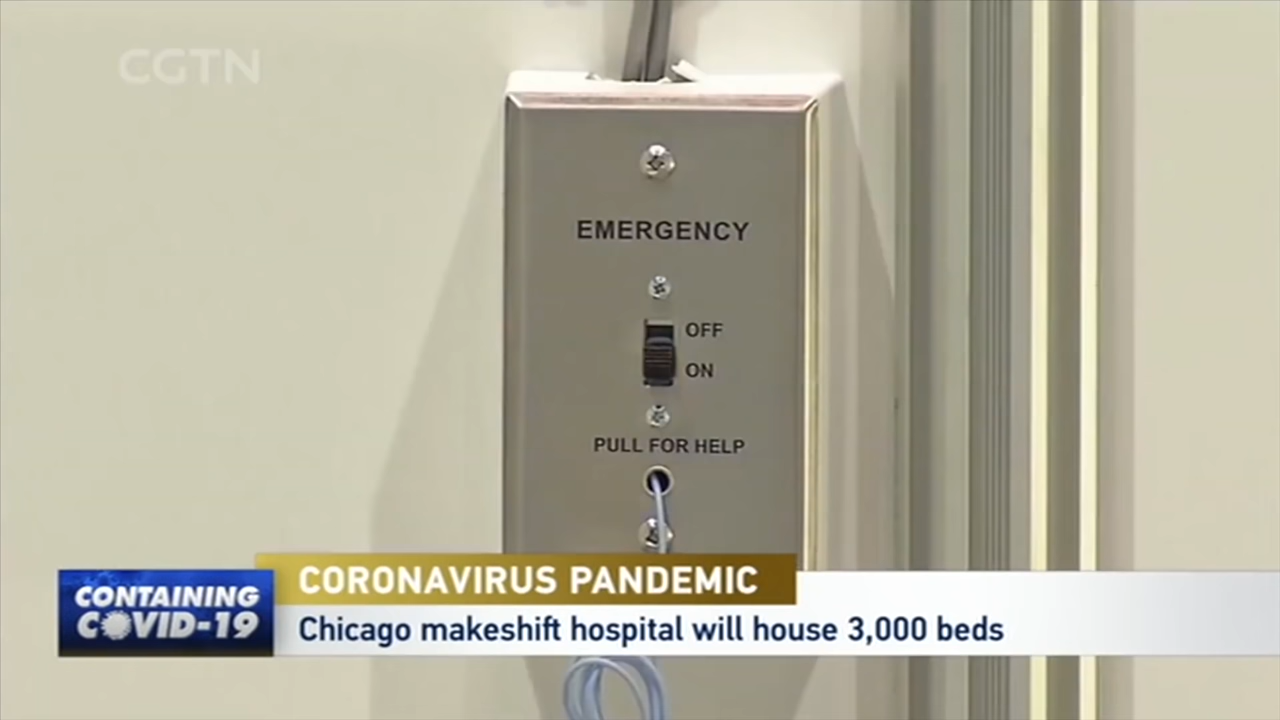 CGTN
EMERGENCY
OFF
ON
PULL FOR HELP
CORONAVIRUS PANDEMIC
CONTAINING
COVID-19
Chicago makeshift hospital will house 3,000 beds